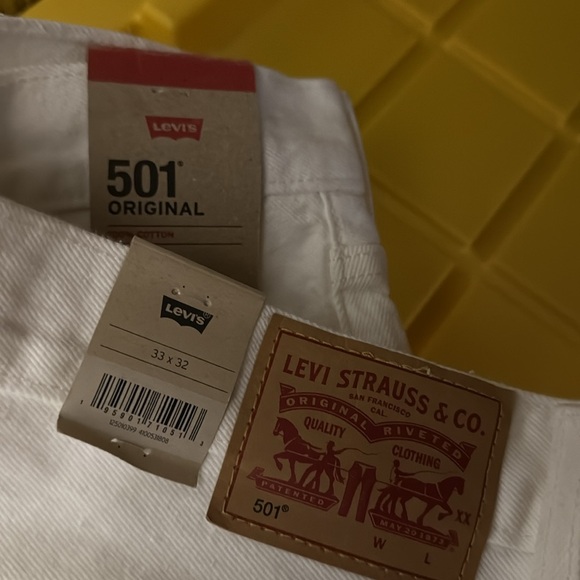 Levi's
501®
ORIGINAL
COTTON
Levi's®
33 x 32
LEVI STRAUSS & CO.
SAN FRANCISCO
CAL.
ORIGINAL RIVETED
QUALITY CLOTHING
PATENTED MAY 20 1873
XX
501®
W L